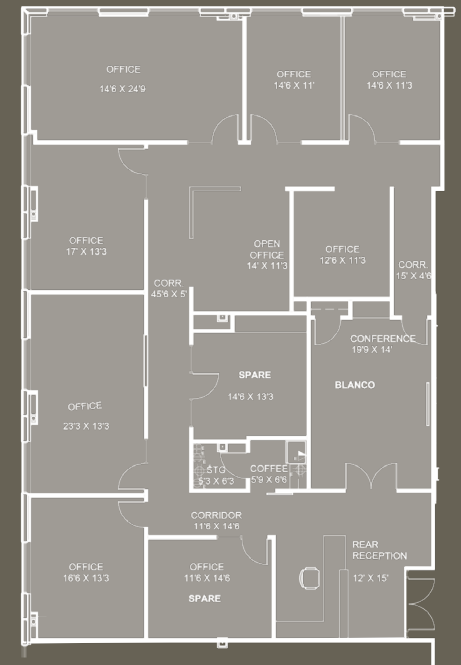 OFFICE
14'6 X 24'9
OFFICE
14'6 X 11'
OFFICE
14'6 X 11'3
OFFICE
17' X 13'3
OPEN
OFFICE
14' X 11'3
OFFICE
12'6 X 11'3
CORR.
15' X 4'6
CORR.
45'6 X 5'
CONFERENCE
19'9 X 14'
BLANCO
SPARE
14'6 X 13'3
OFFICE
23'3 X 13'3
STG
5'3 X 6'3
COFFEE
5'9 X 6'6
CORRIDOR
11'6 X 14'6
REAR
RECEPTION
12' X 15'
OFFICE
16'6 X 13'3
OFFICE
11'6 X 14'6
SPARE